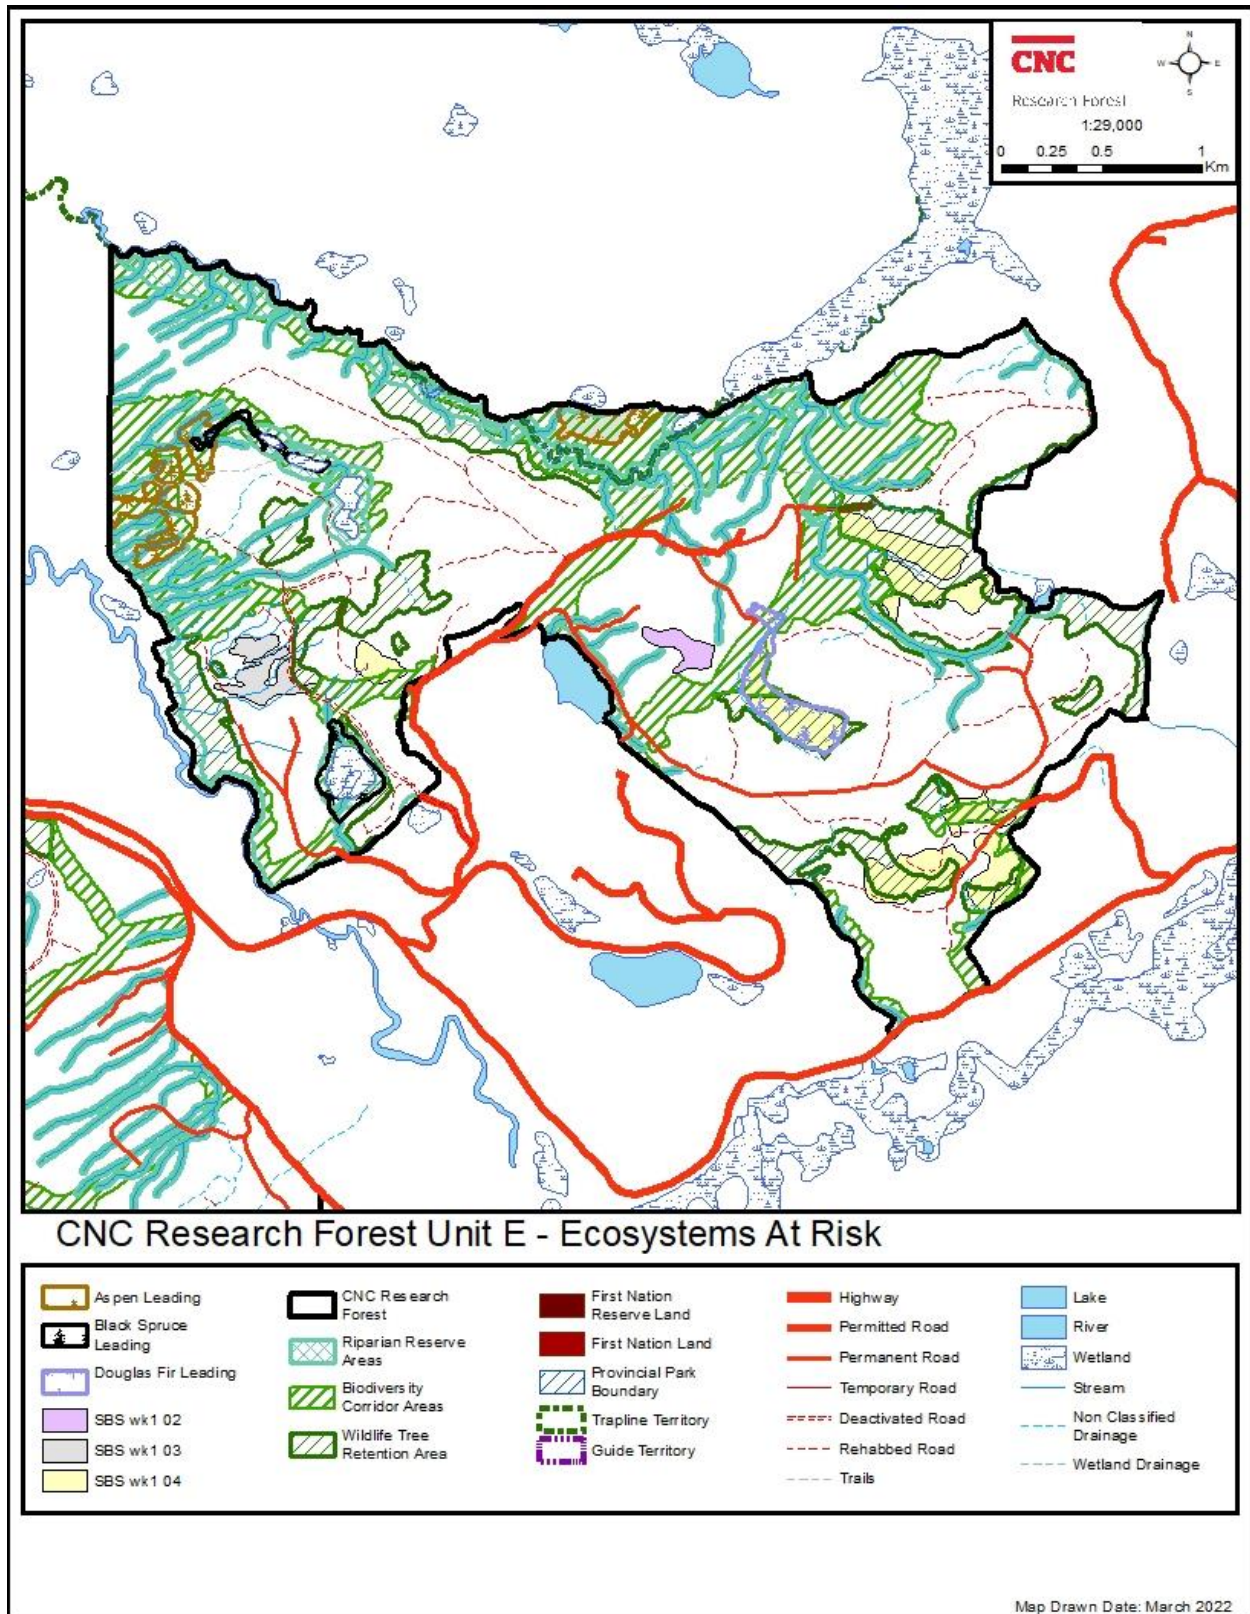 CNC
Research Forest
N
W
E
S
1:29,000
0 0.25 0.5 1
Km
CNC Research Forest Unit E - Ecosystems At Risk
Aspen Leading
Black Spruce
Leading
Douglas Fir Leading
SBS wk1 02
SBS wk1 03
SBS wk1 04
CNC Research
Forest
Riparian Reserve
Areas
Biodiversity
Corridor Areas
Wildlife Tree
Retention Area
First Nation
Reserve Land
First Nation Land
Provincial Park
Boundary
Trapline Territory
Guide Territory
Highway
Permitted Road
Permanent Road
Temporary Road
Deactivated Road
Rehabbed Road
Trails
Lake
River
Wetland
Stream
Non Classified
Drainage
Wetland Drainage
Map Drawn Date: March 2022